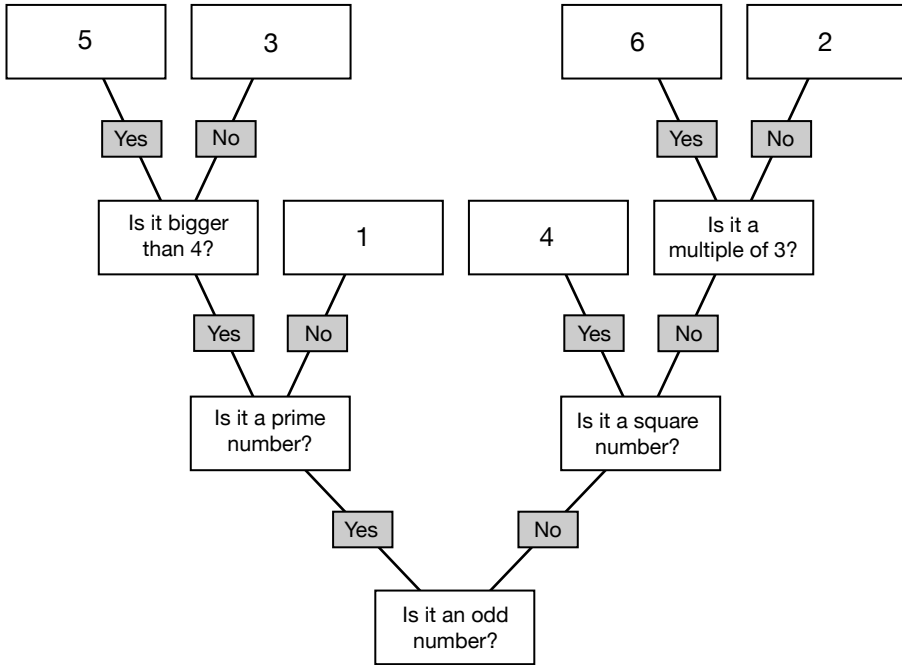 5
3
6
2
Yes
No
Yes
No
Is it bigger
than 4?
1
4
Is it a
multiple of 3?
Yes
No
Yes
No
Is it a prime
number?
Is it a square
number?
Yes
No
Is it an odd
number?